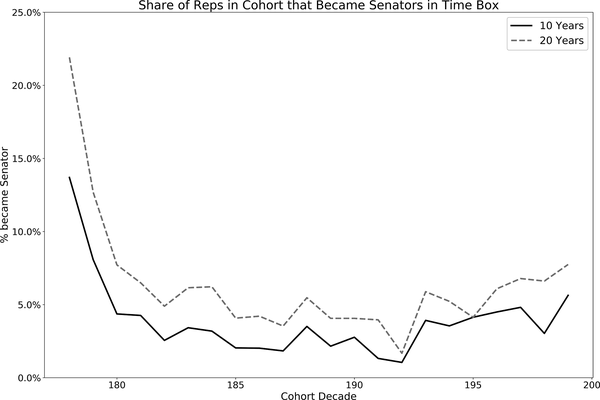 Share of Reps in Cohort that Became Senators in Time Box
25.0%
20.0%
15.0%
10.0%
5.0%
0.0%
% became Senator
10 Years
20 Years
180 185 190 195 200
Cohort Decade